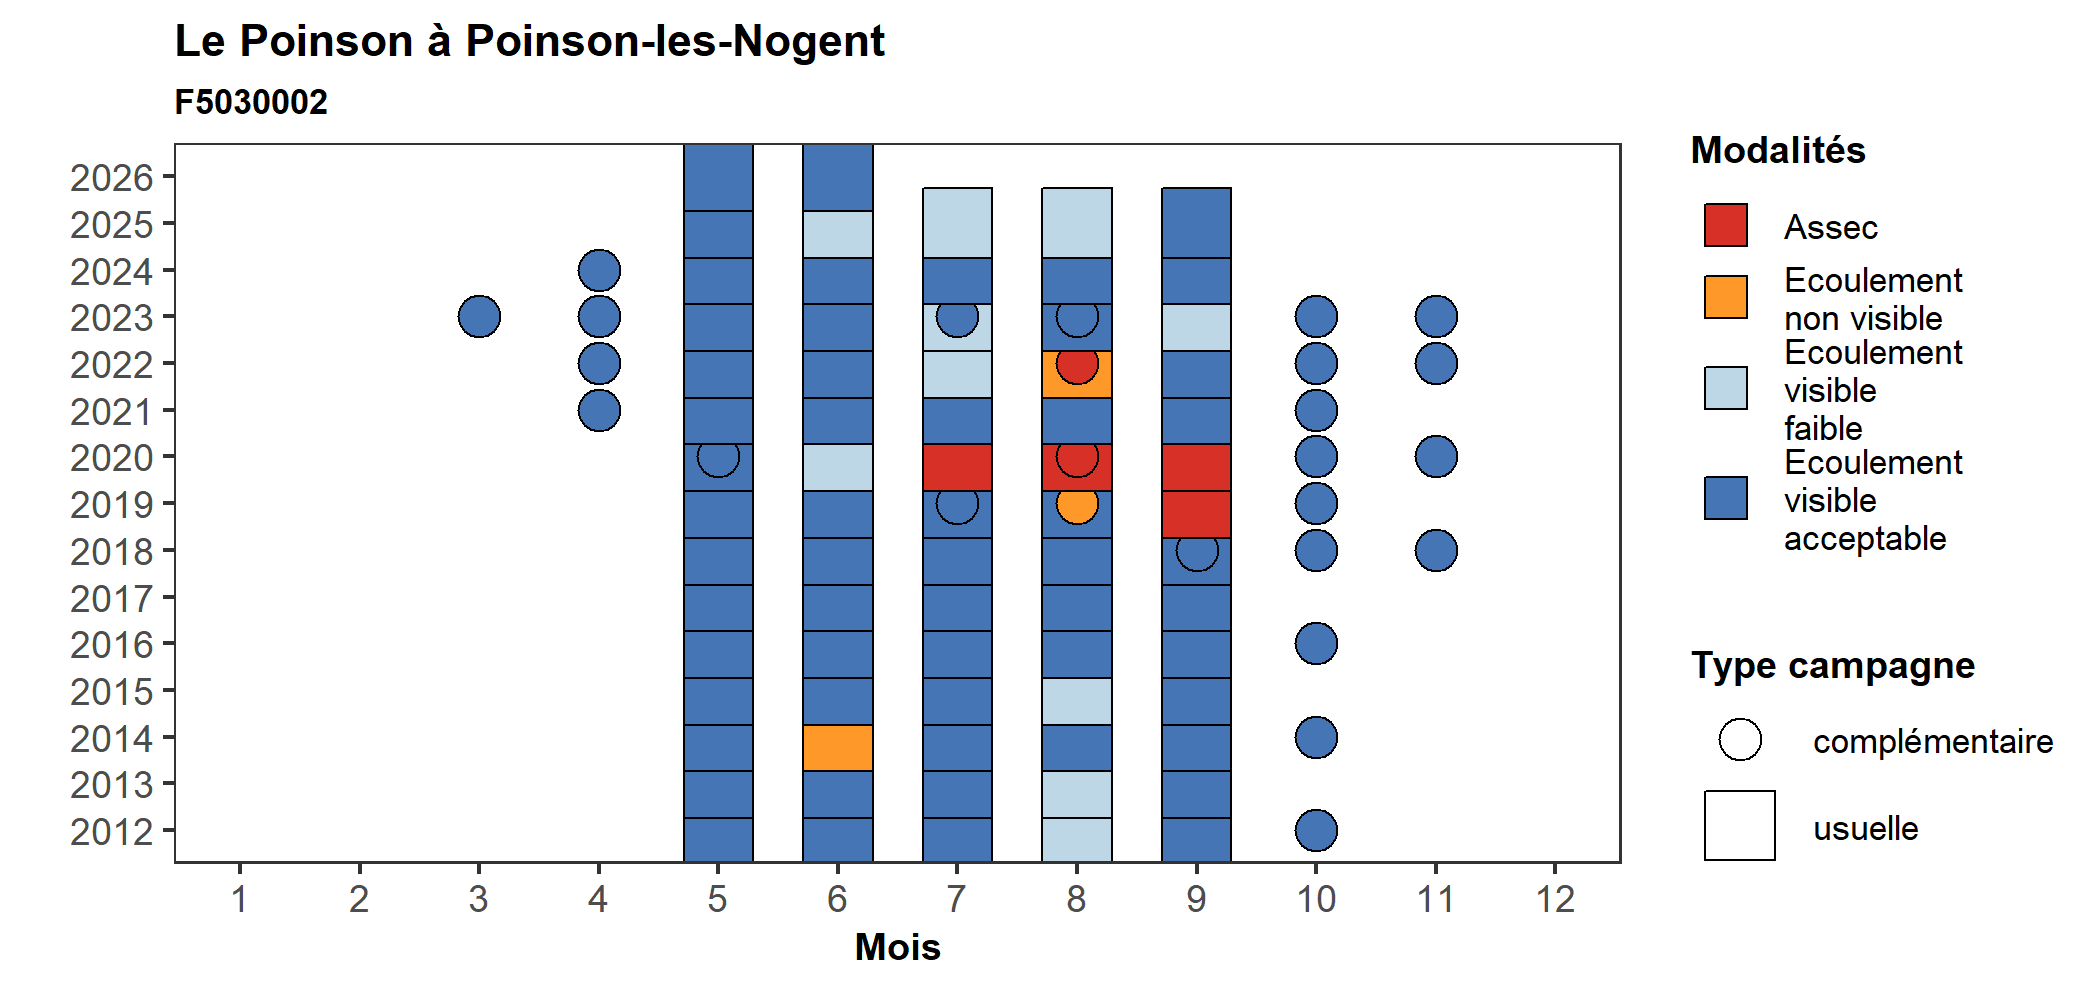 Le Poinson à Poinson-les-Nogent
F5030002
2026
2025
2024
2023
2022
2021
2020
2019
2018
2017
2016
2015
2014
2013
2012
1 2 3 4 5 6 7 8 9 10 11 12
Mois
Modalités
Assec
Ecoulement
non visible
Ecoulement
visible
faible
Ecoulement
visible
acceptable
Type campagne
complémentaire
usuelle